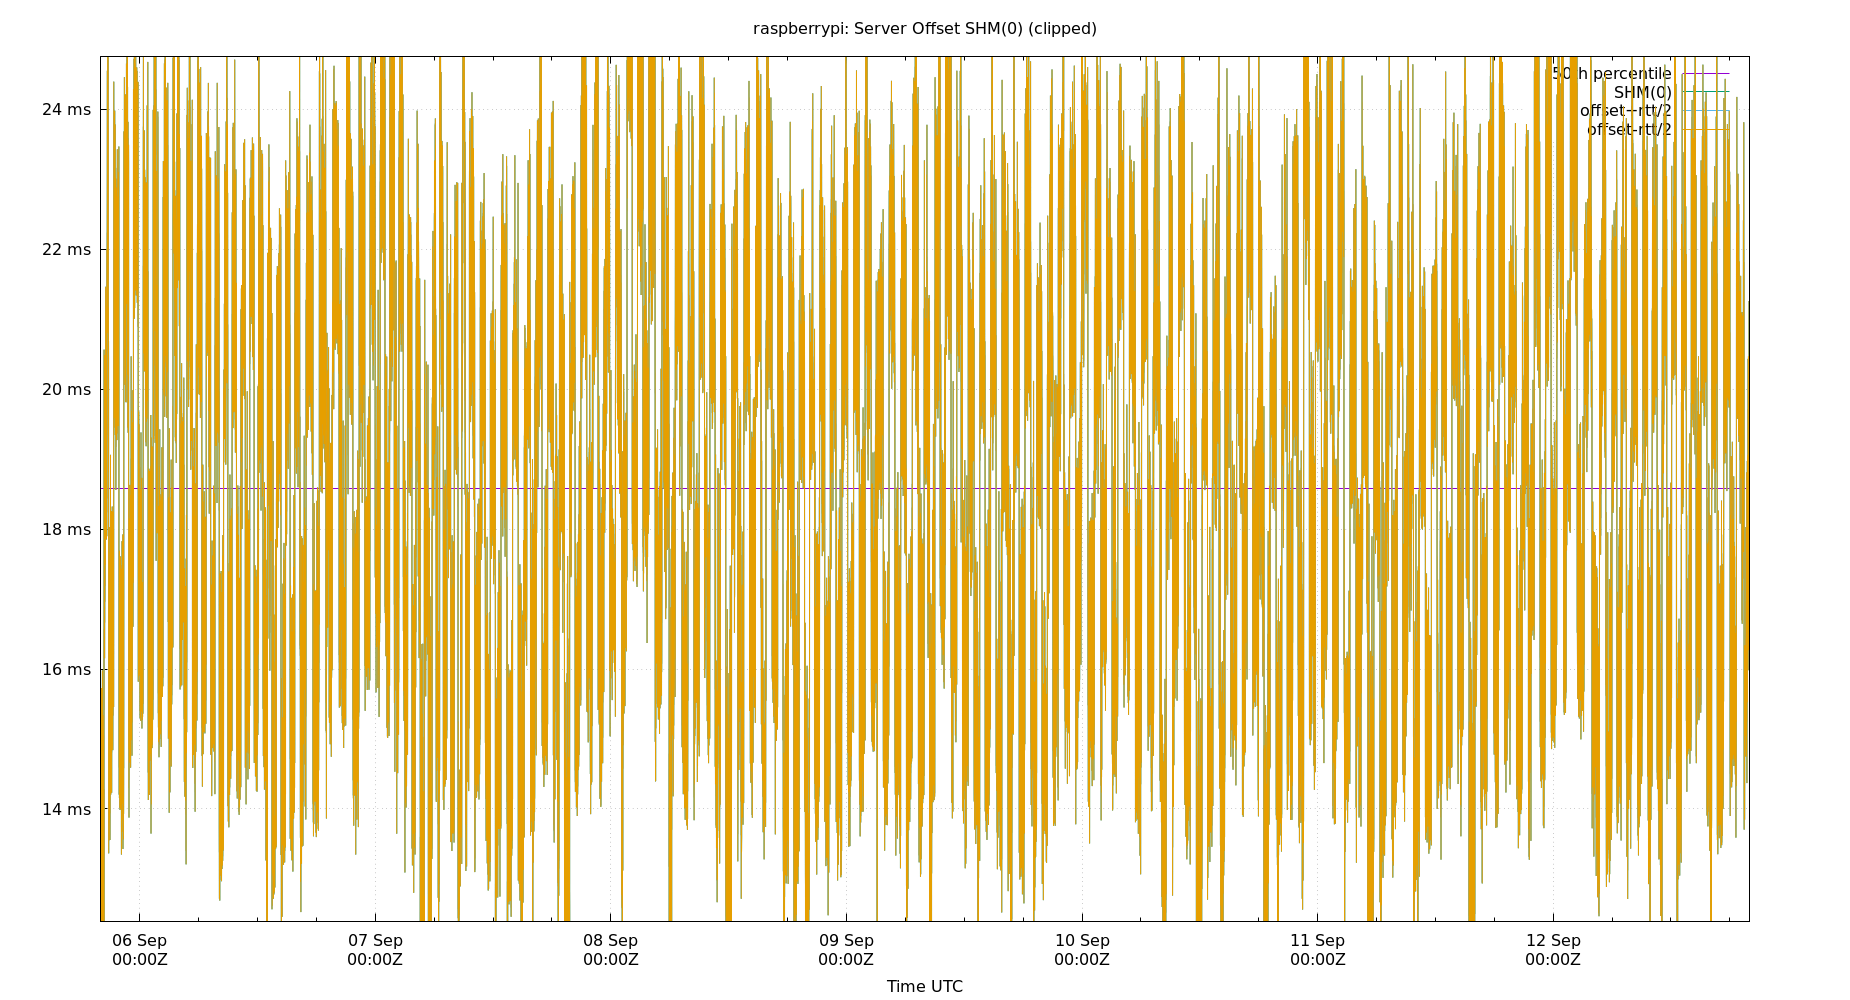 raspberrypi: Server Offset SHM(0) (clipped)
50th percentile
SHM(0)
offset+rtt/2
offset-rtt/2
24 ms
22 ms
20 ms
18 ms
16 ms
14 ms
06 Sep
00:00Z
07 Sep
00:00Z
08 Sep
00:00Z
09 Sep
00:00Z
10 Sep
00:00Z
11 Sep
00:00Z
12 Sep
00:00Z
Time UTC